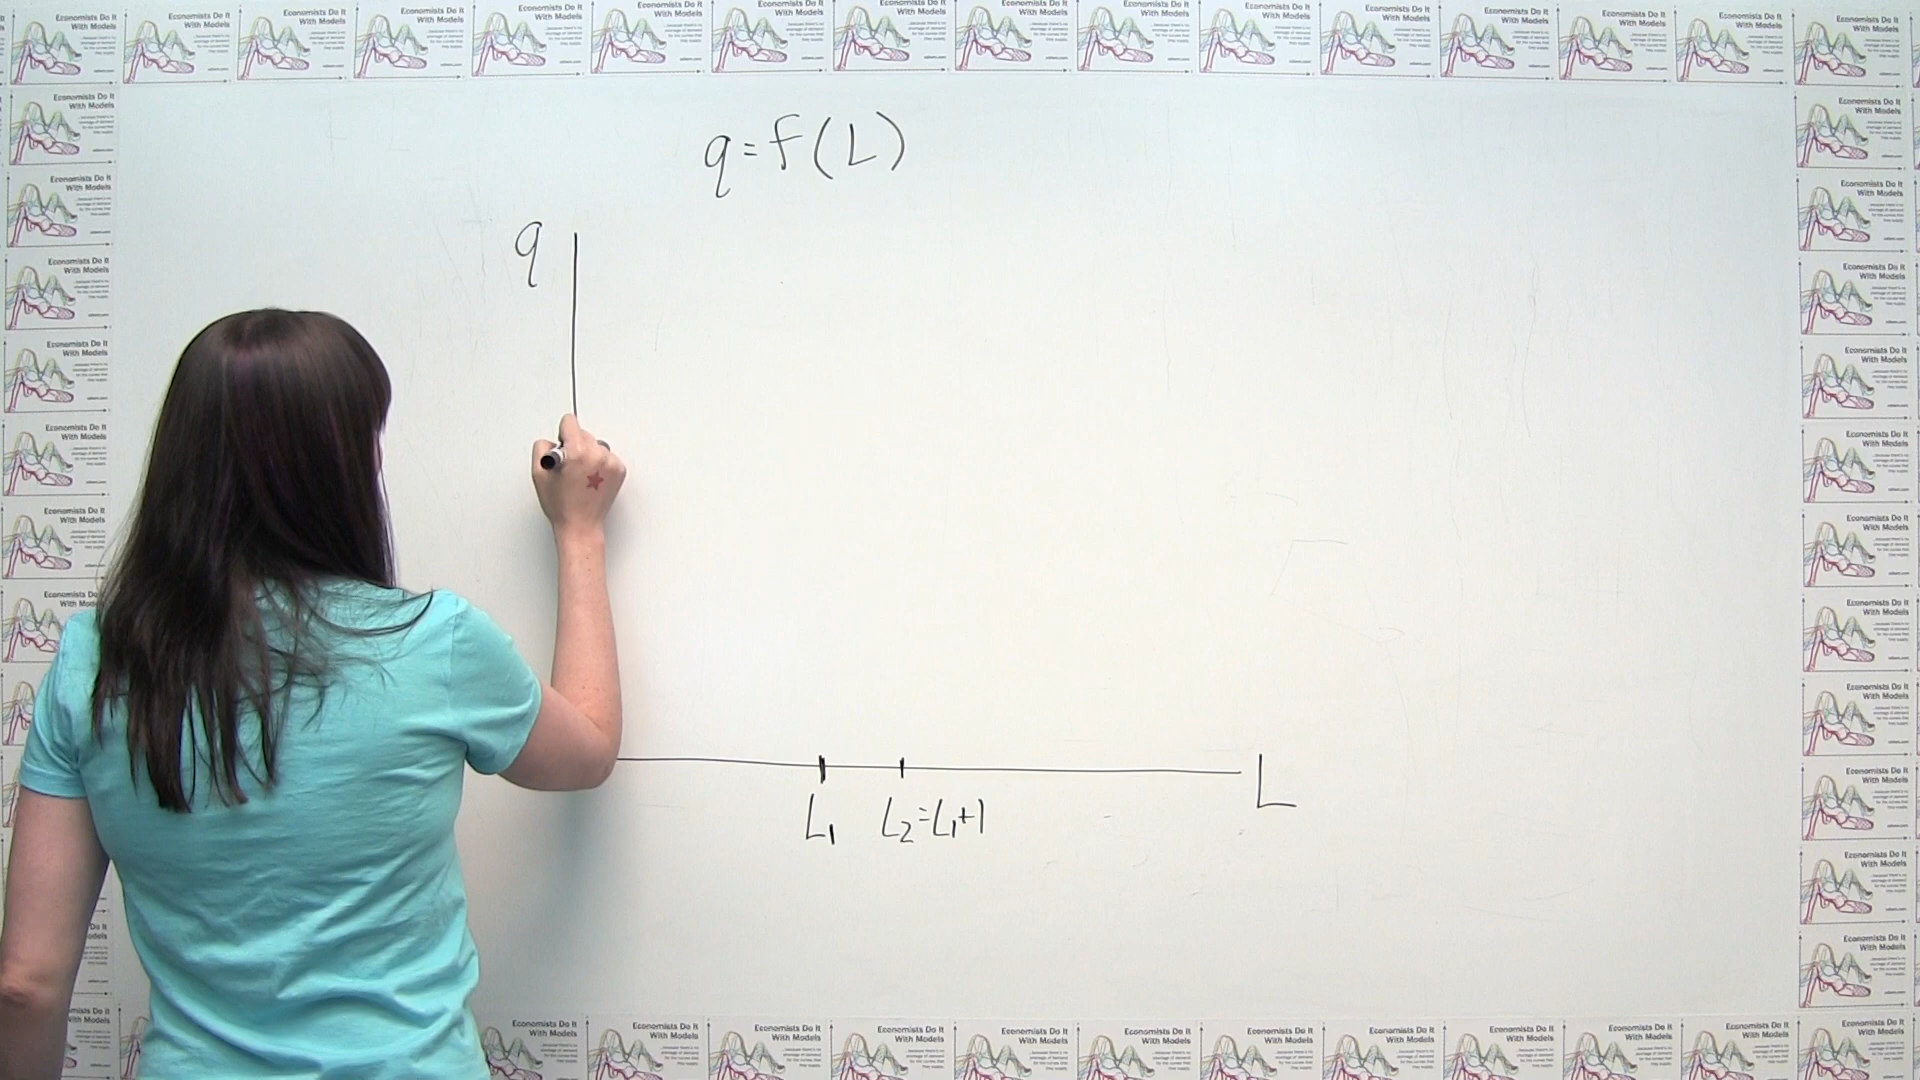 Economists Do It
With Models
q=f(L)
q
L
L₁ L₂=L₁+1